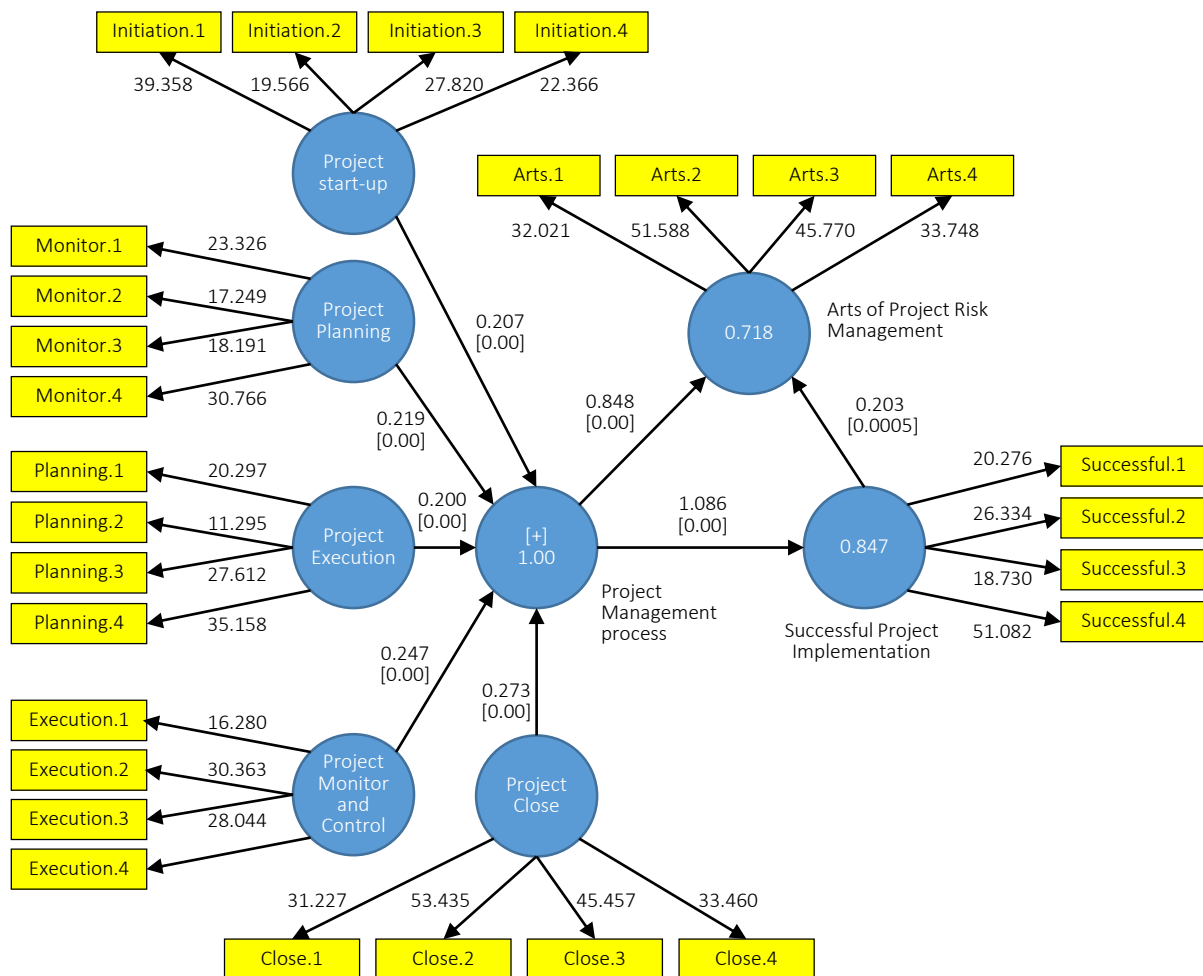 Initiation.1
Initiation.2
Initiation.3
Initiation.4
39.358
19.566
27.820
22.366
Project
start-up
Arts.1
Arts.2
Arts.3
Arts.4
32.021
51.588
45.770
33.748
Monitor.1
Monitor.2
Monitor.3
Monitor.4
23.326
17.249
18.191
30.766
Project
Planning
0.207
[0.00]
0.718
Arts of Project Risk
Management
0.219
[0.00]
0.848
[0.00]
0.203
[0.0005]
Planning.1
Planning.2
Planning.3
Planning.4
20.297
11.295
27.612
35.158
Project
Execution
0.200
[0.00]
[+]
1.00
Project
Management
process
1.086
[0.00]
0.847
Successful Project
Implementation
20.276
26.334
18.730
51.082
Successful.1
Successful.2
Successful.3
Successful.4
0.247
[0.00]
0.273
[0.00]
Execution.1
Execution.2
Execution.3
Execution.4
16.280
30.363
28.044
Project
Monitor
and
Control
Project
Close
31.227
53.435
45.457
33.460
Close.1
Close.2
Close.3
Close.4